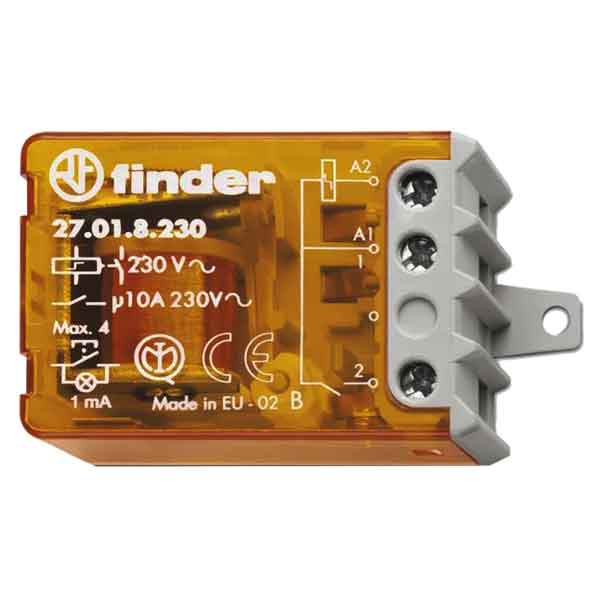 finder
27.01.8.230
230 V~
µ10A 230V~
Max. 4
1 mA
CE
Made in EU - 02 B
A2
A1
1
2